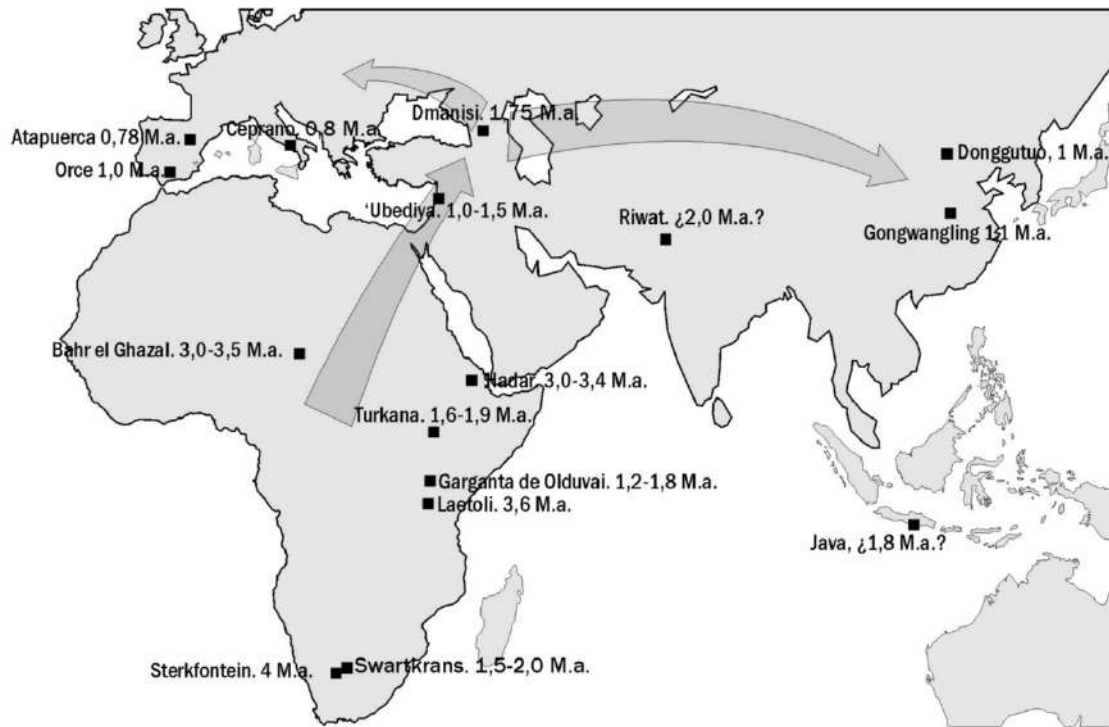 Dmanisi. 1,75 M.a.
Atapuerca 0,78 M.a.
Ceprano. 0,8 M.a.
Donggutuo, 1 M.a.
Orce 1,0 M.a.
'Ubediya. 1,0-1,5 M.a.
Riwat. ¿2,0 M.a.?
Gongwangling 1,1 M.a.
Bahr el Ghazal. 3,0-3,5 M.a.
Hadar. 3,0-3,4 M.a.
Turkana. 1,6-1,9 M.a.
Garganta de Olduvai. 1,2-1,8 M.a.
Laetoli. 3,6 M.a.
Java, ¿1,8 M.a.?
Sterkfontein. 4 M.a.
Swartkrans. 1,5-2,0 M.a.